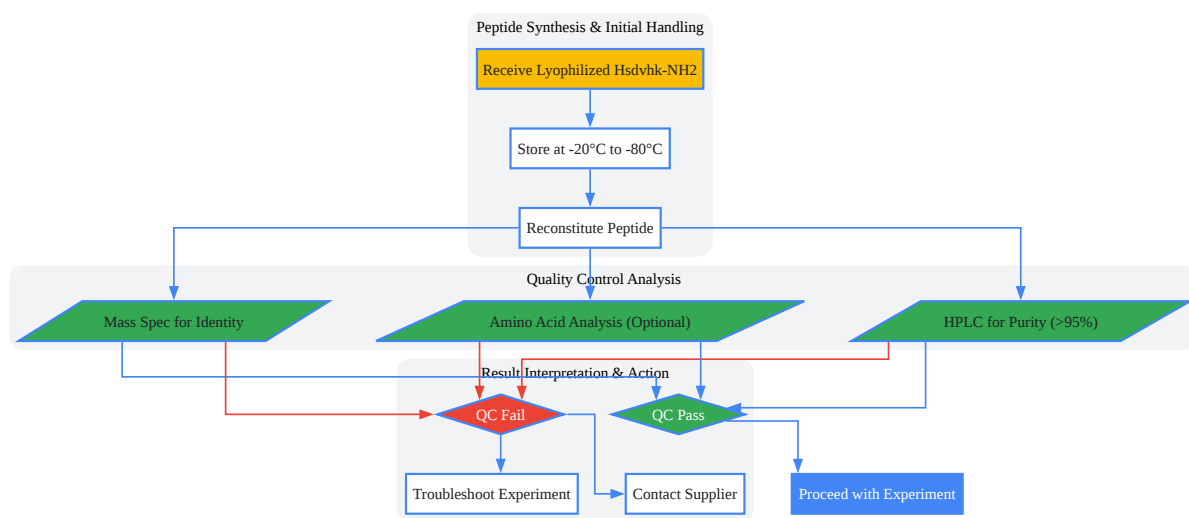 Peptide Synthesis & Initial Handling
Receive Lyophilized Hsdvhk-NH2
Store at -20°C to -80°C
Reconstitute Peptide
Quality Control Analysis
Mass Spec for Identity
Amino Acid Analysis (Optional)
HPLC for Purity (>95%)
Result Interpretation & Action
QC Fail
QC Pass
Troubleshoot Experiment
Contact Supplier
Proceed with Experiment